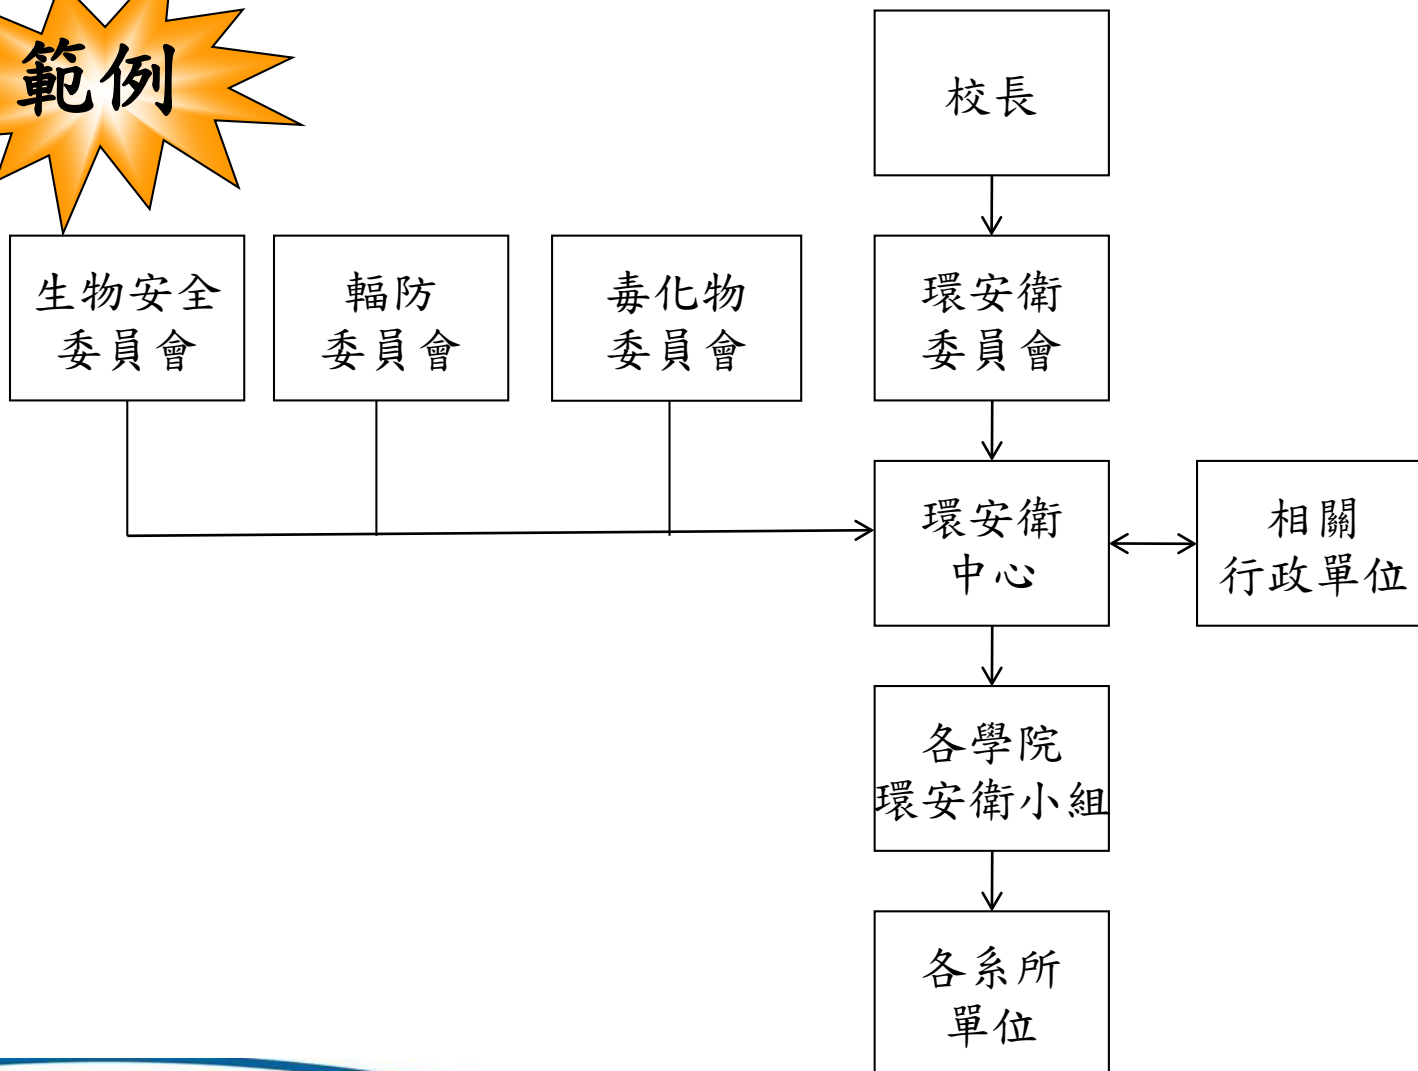 範例
校長
生物安全
委員會
輻防
委員會
毒化物
委員會
環安衛
委員會
環安衛
中心
相關
行政單位
各學院
環安衛小組
各系所
單位